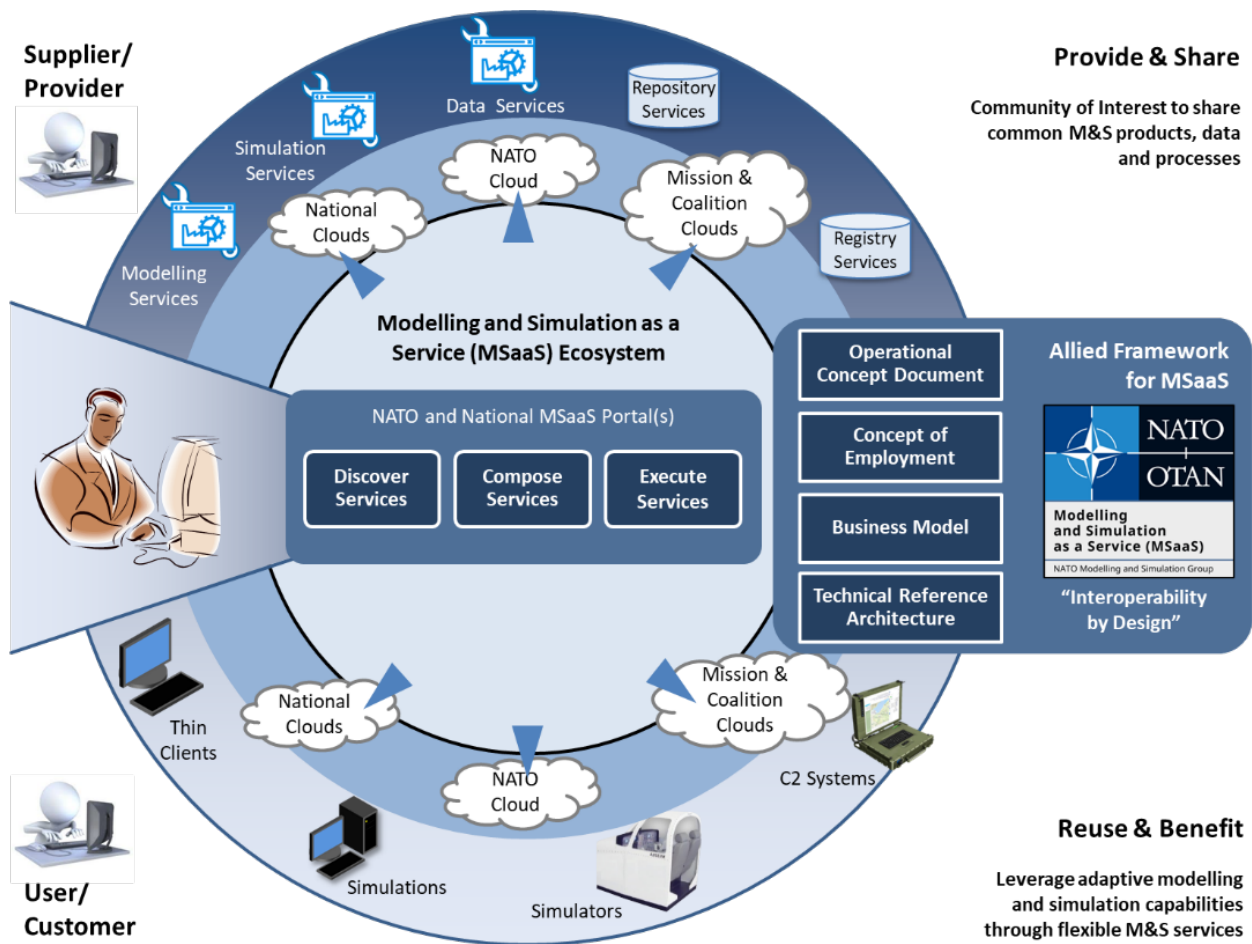 Supplier/
Provider
Provide & Share
Community of Interest to share
common M&S products, data
and processes
Data Services
Repository
Services
Simulation
Services
Modelling
Services
Registry
Services
National
Clouds
NATO
Cloud
Mission &
Coalition
Clouds
Modelling and Simulation as a
Service (MSaaS) Ecosystem
NATO and National MSaaS Portal(s)
Discover
Services
Compose
Services
Execute
Services
Operational
Concept Document
Concept of
Employment
Business Model
Technical Reference
Architecture
Allied Framework
for MSaaS
NATO
OTAN
Modelling
and Simulation
as a Service (MSaaS)
NATO Modelling and Simulation Group
“Interoperability
by Design”
National
Clouds
NATO
Cloud
Mission &
Coalition
Clouds
Thin
Clients
Simulations
Simulators
C2 Systems
User/
Customer
Reuse & Benefit
Leverage adaptive modelling
and simulation capabilities
through flexible M&S services